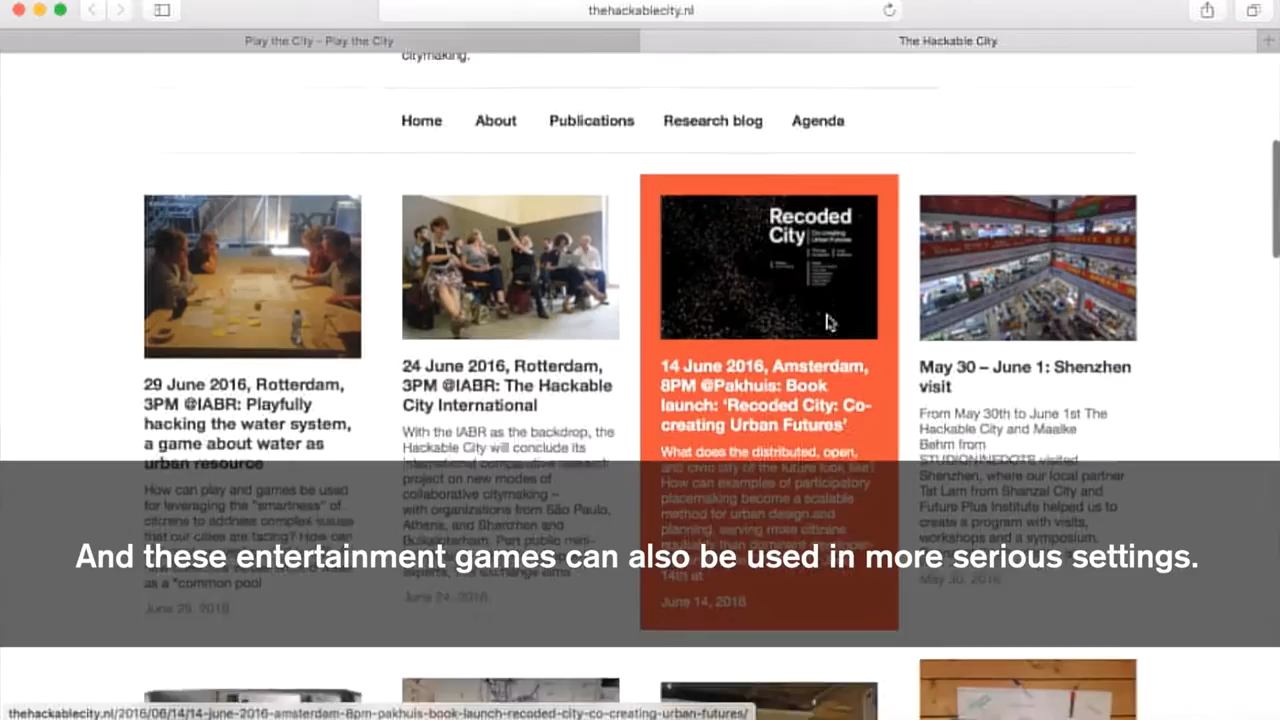 thehackablecity.nl
Play the City – Play the City
The Hackable City
citymaking.
Home
About
Publications
Research blog
Agenda
29 June 2016, Rotterdam,
3PM @IABR: Playfully
hacking the water system,
a game about water as
urban resource
How can play and games be used
for leveraging the “smartness” of
citizens to address complex issues
that our cities are facing? How can
as a “common pool
June 29, 2016
24 June 2016, Rotterdam,
3PM @IABR: The Hackable
City International
With the IABR as the backdrop, the
Hackable City will conclude its
international comparative research
project on new modes of
collaborative citymaking –
with organizations from São Paulo,
Athens, and Shenzhen and
June 24, 2016
Recoded
City
Co-creating
Urban Futures
14 June 2016, Amsterdam,
8PM @Pakhuis: Book
launch: ‘Recoded City: Co-
creating Urban Futures’
What does the distributed, open,
and civic city of the future look like?
How can examples of participatory
placemaking become a scalable
method for urban design and
planning, serving more citizens
14th at
June 14, 2016
May 30 – June 1: Shenzhen
visit
From May 30th to June 1st The
Hackable City and Maaike
Behm from
STUDIONINEDOTS visited
Shenzhen, where our local partner
Tat Lam from Shanzai City and
Future Plus Institute helped us to
create a program with visits,
workshops and a symposium.
May 30, 2016
And these entertainment games can also be used in more serious settings.
thehackablecity.nl/2016/06/14/14-june-2016-amsterdam-8pm-pakhuis-book-launch-recoded-city-co-creating-urban-futures/